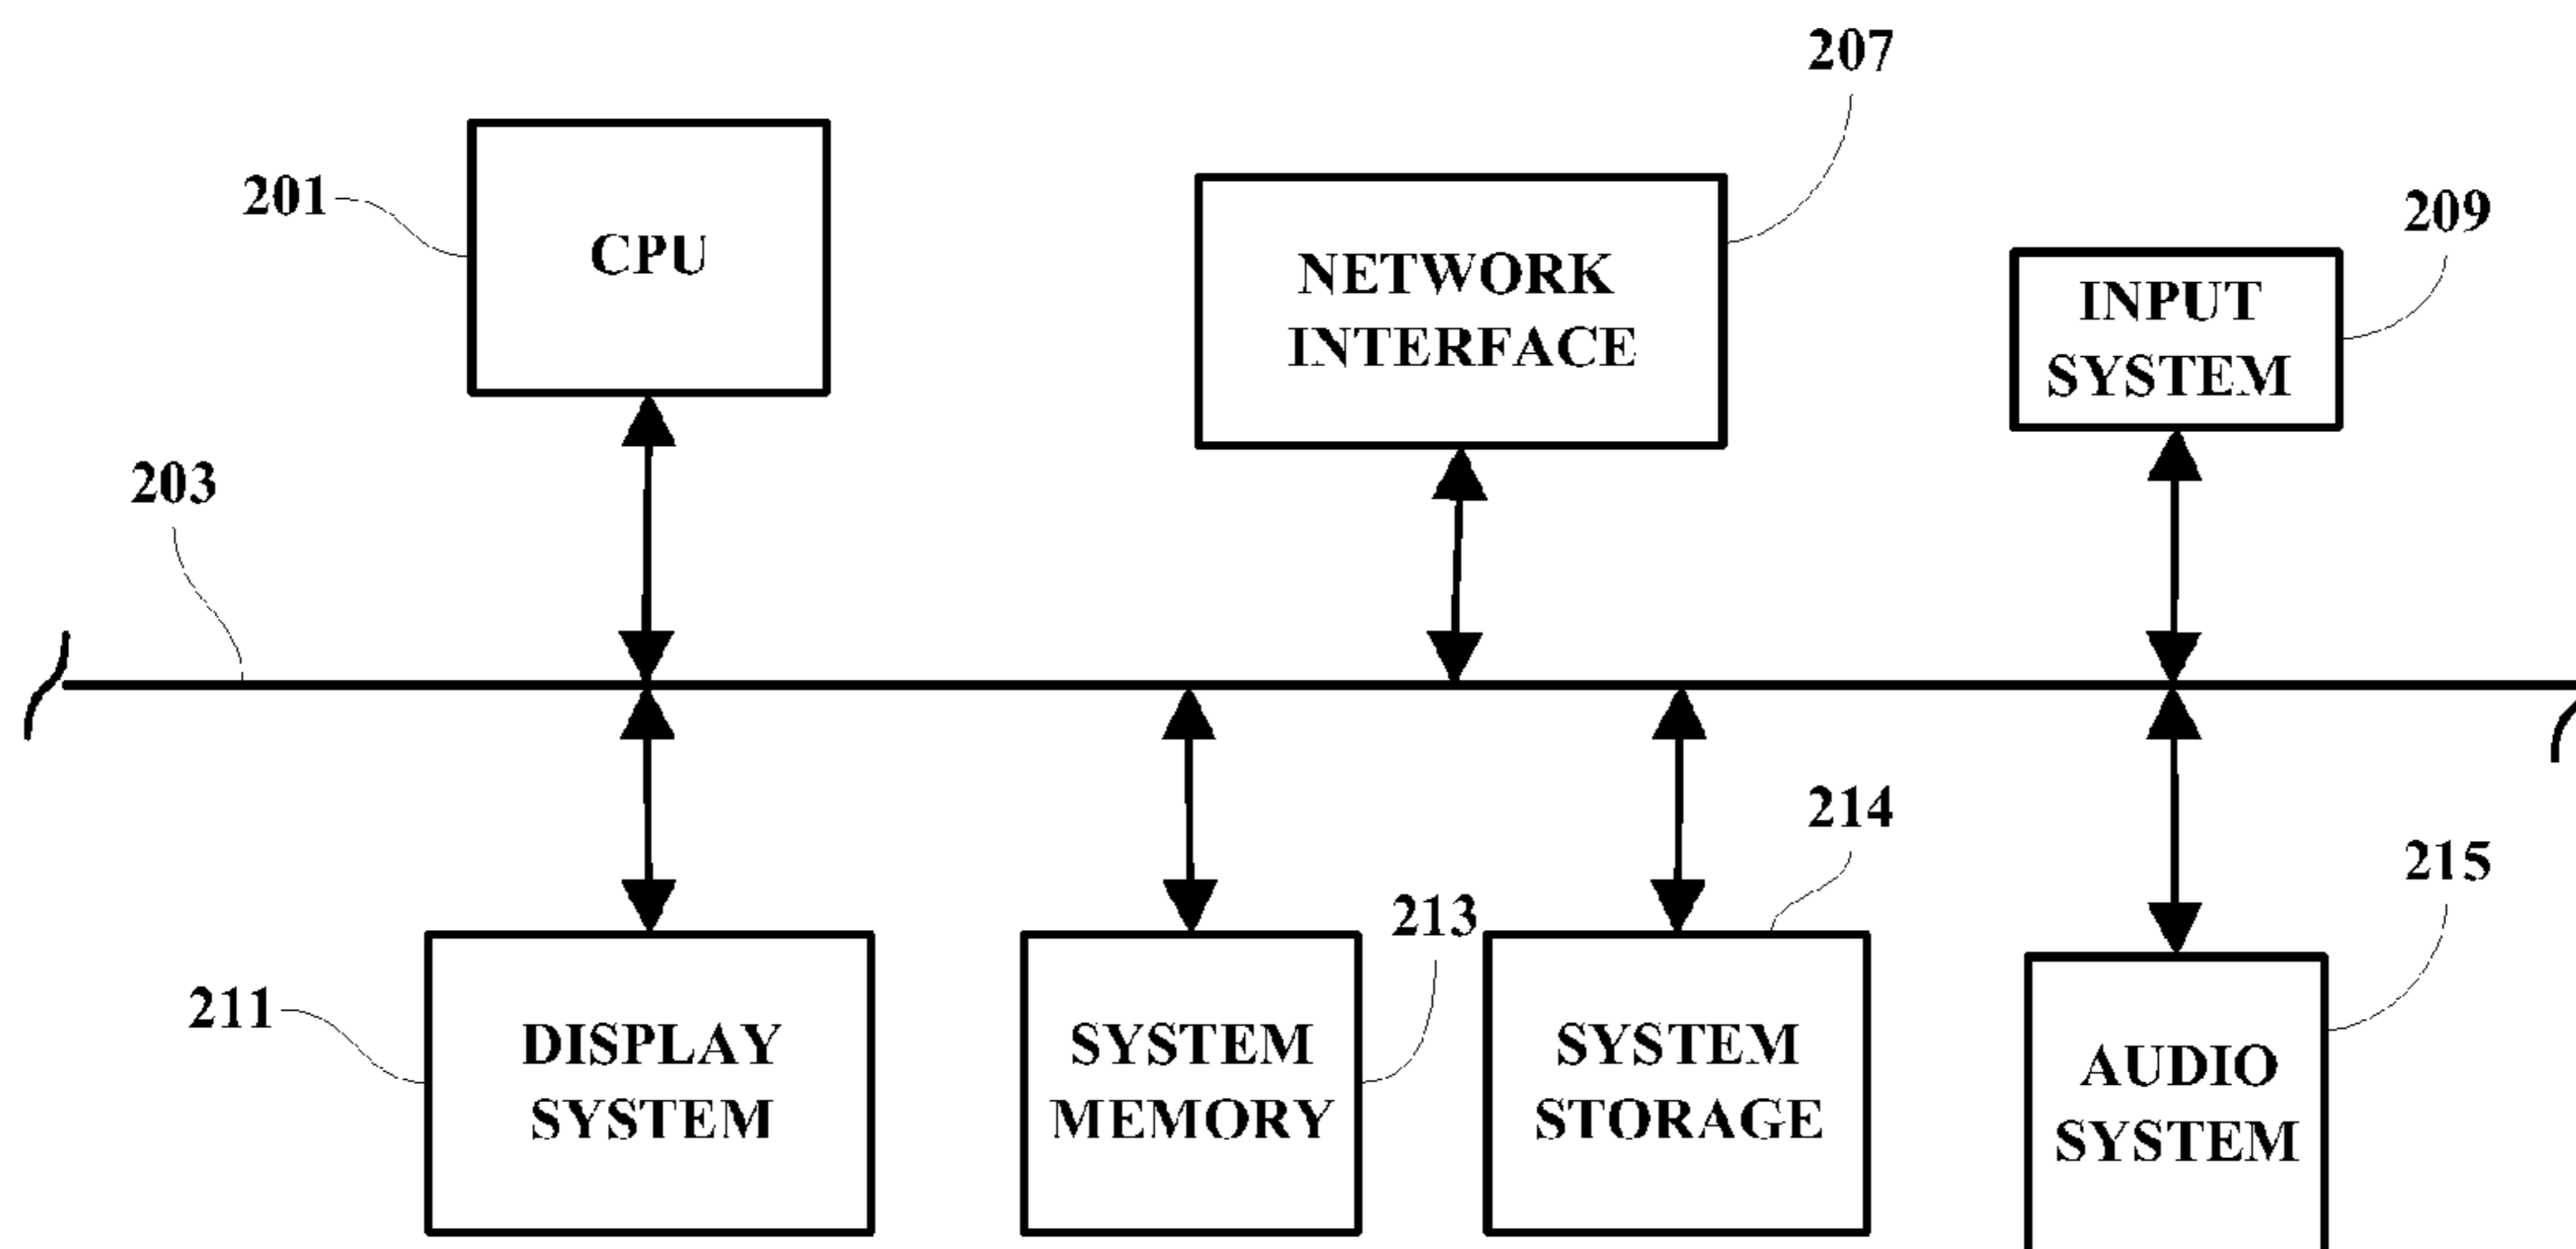 207
201
CPU
209
NETWORK
INTERFACE
INPUT
SYSTEM
203
214
215
213
211
DISPLAY
SYSTEM
SYSTEM
MEMORY
SYSTEM
STORAGE
AUDIO
SYSTEM